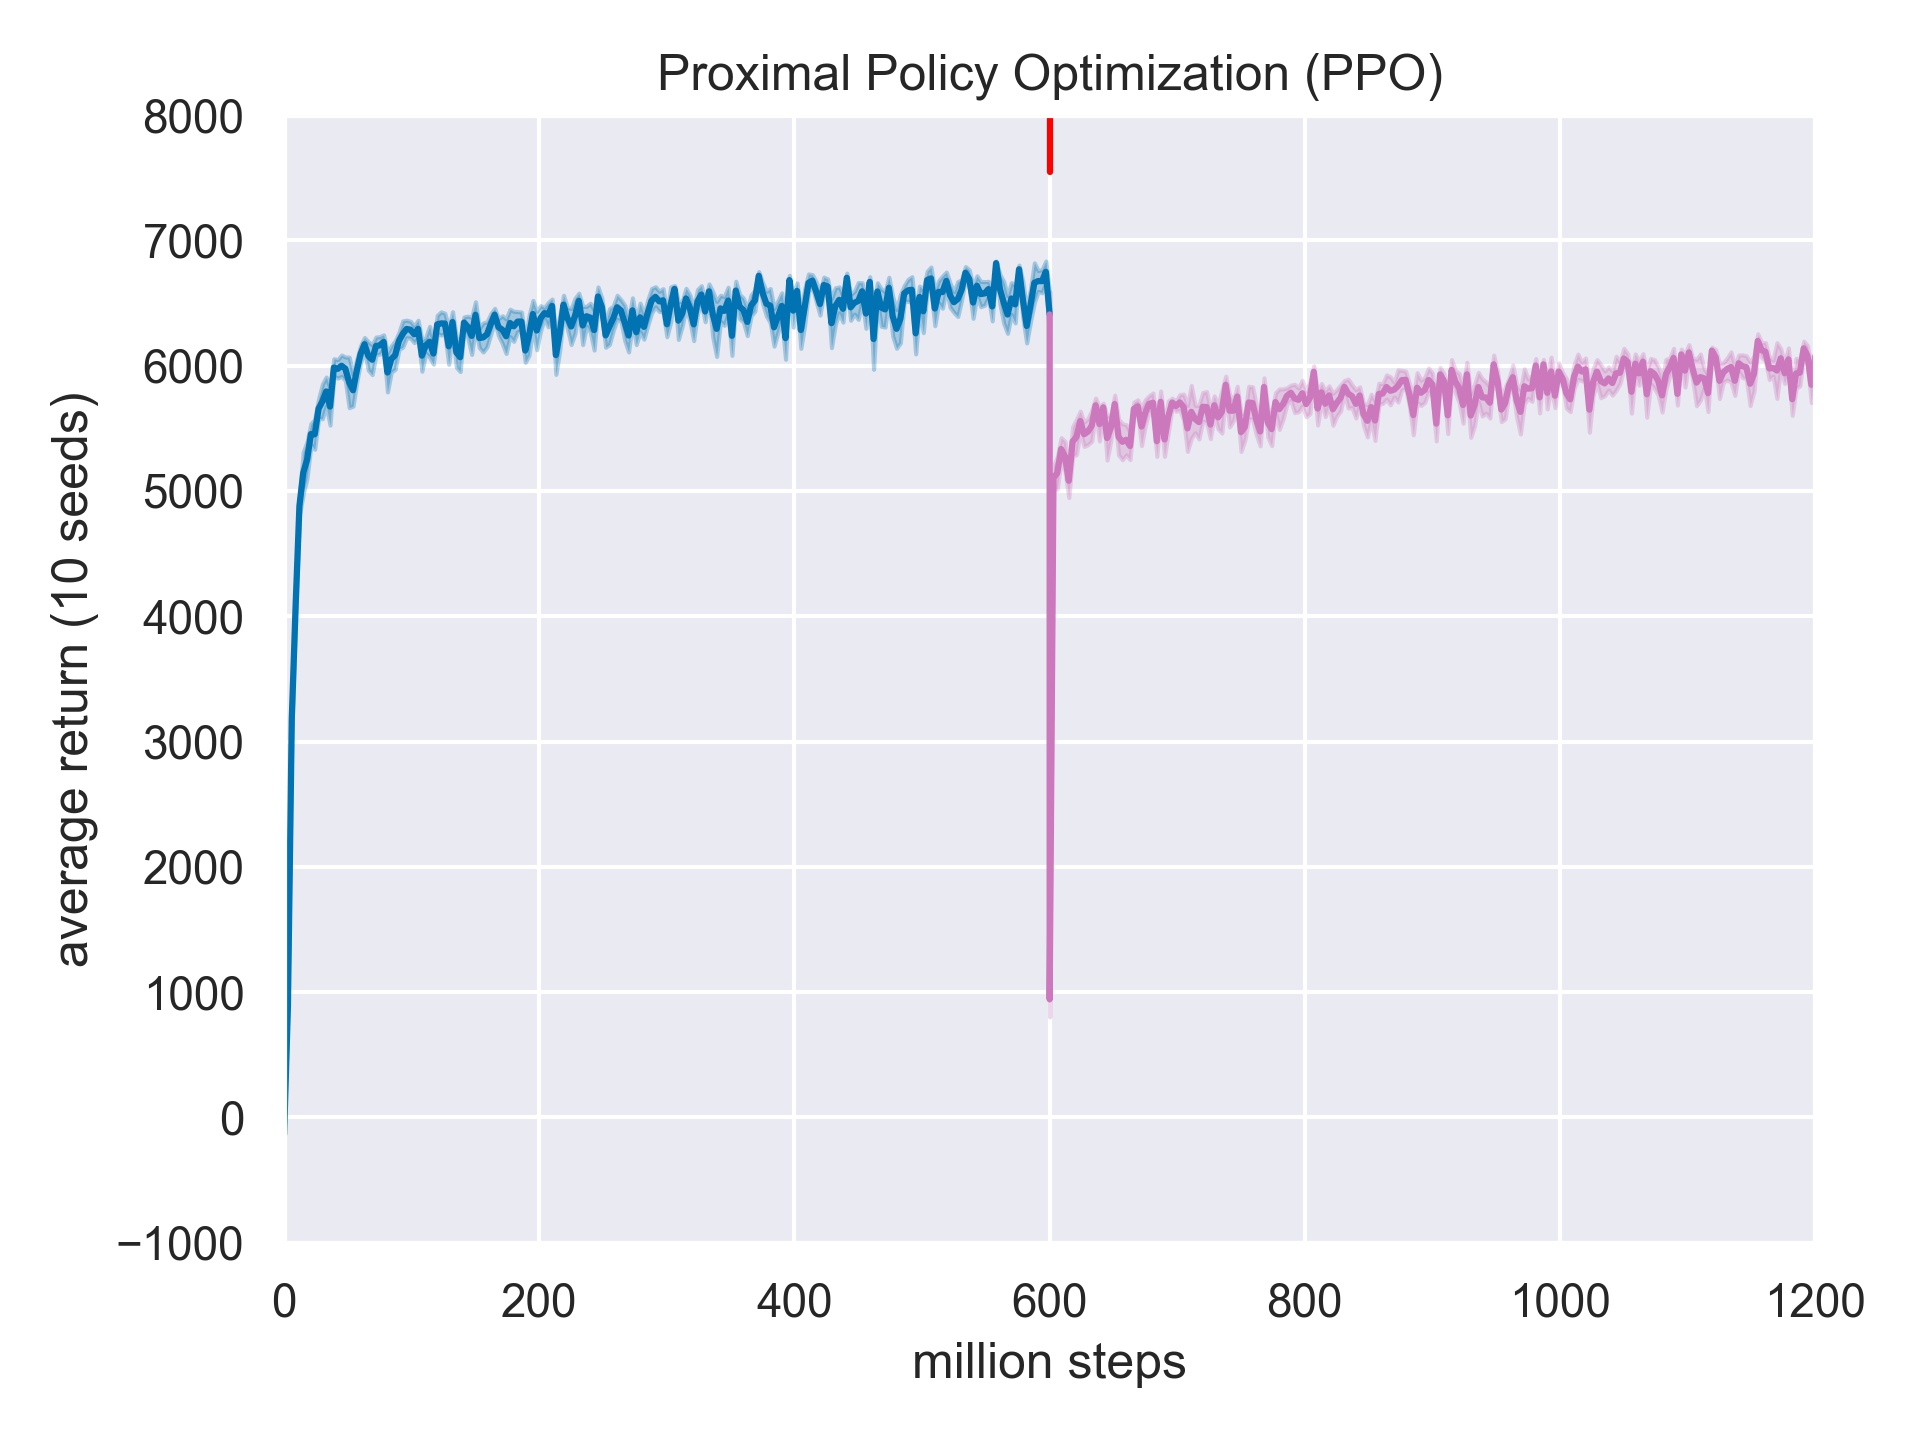 Proximal Policy Optimization (PPO)
8000
7000
6000
5000
4000
3000
2000
1000
0
−1000
average return (10 seeds)
0 200 400 600 800 1000 1200
million steps